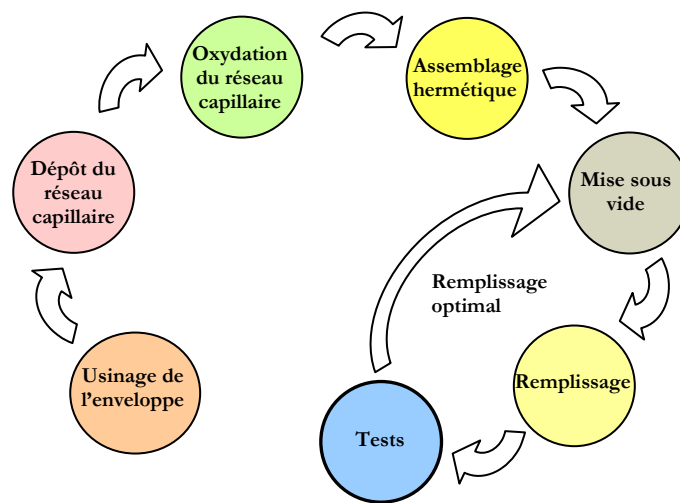 Oxydation
du réseau
capillaire
Assemblage
hermétique
Dépôt du
réseau
capillaire
Mise sous
vide
Remplissage
optimal
Usinage de
l'enveloppe
Remplissage
Tests